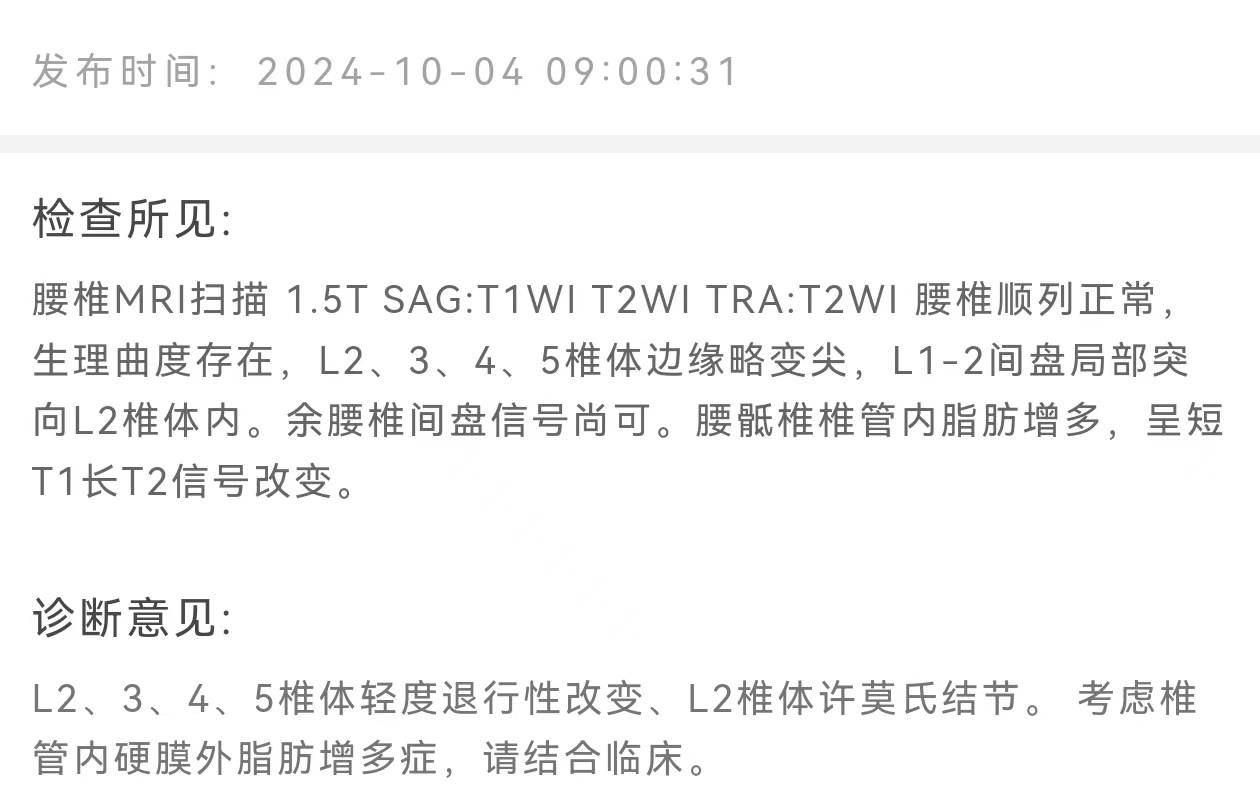 发布时间: 2024-10-04 09:00:31
检查所见:
腰椎MRI扫描 1.5T SAG:T1WI T2WI TRA:T2WI 腰椎顺列正常，
生理曲度存在，L2、3、4、5椎体边缘略变尖，L1-2间盘局部突
向L2椎体内。余腰椎间盘信号尚可。腰骶椎椎管内脂肪增多，呈短
T1长T2信号改变。
诊断意见:
L2、3、4、5椎体轻度退行性改变、L2椎体许莫氏结节。 考虑椎
管内硬膜外脂肪增多症，请结合临床。